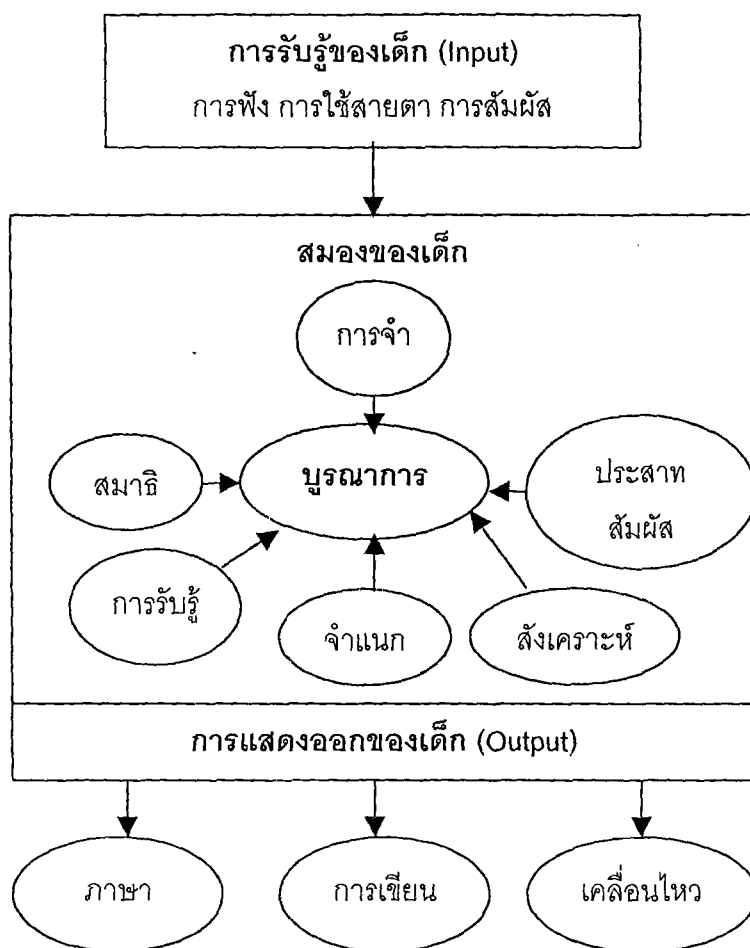 การรับรู้ของเด็ก (Input)
การฟัง การใช้สายตา การสัมผัส
สมองของเด็ก
การจำ
สมาธิ
บูรณาการ
ประสาท
สัมผัส
การรับรู้
จำแนก
สังเคราะห์
การแสดงออกของเด็ก (Output)
ภาษา
การเขียน
เคลื่อนไหว